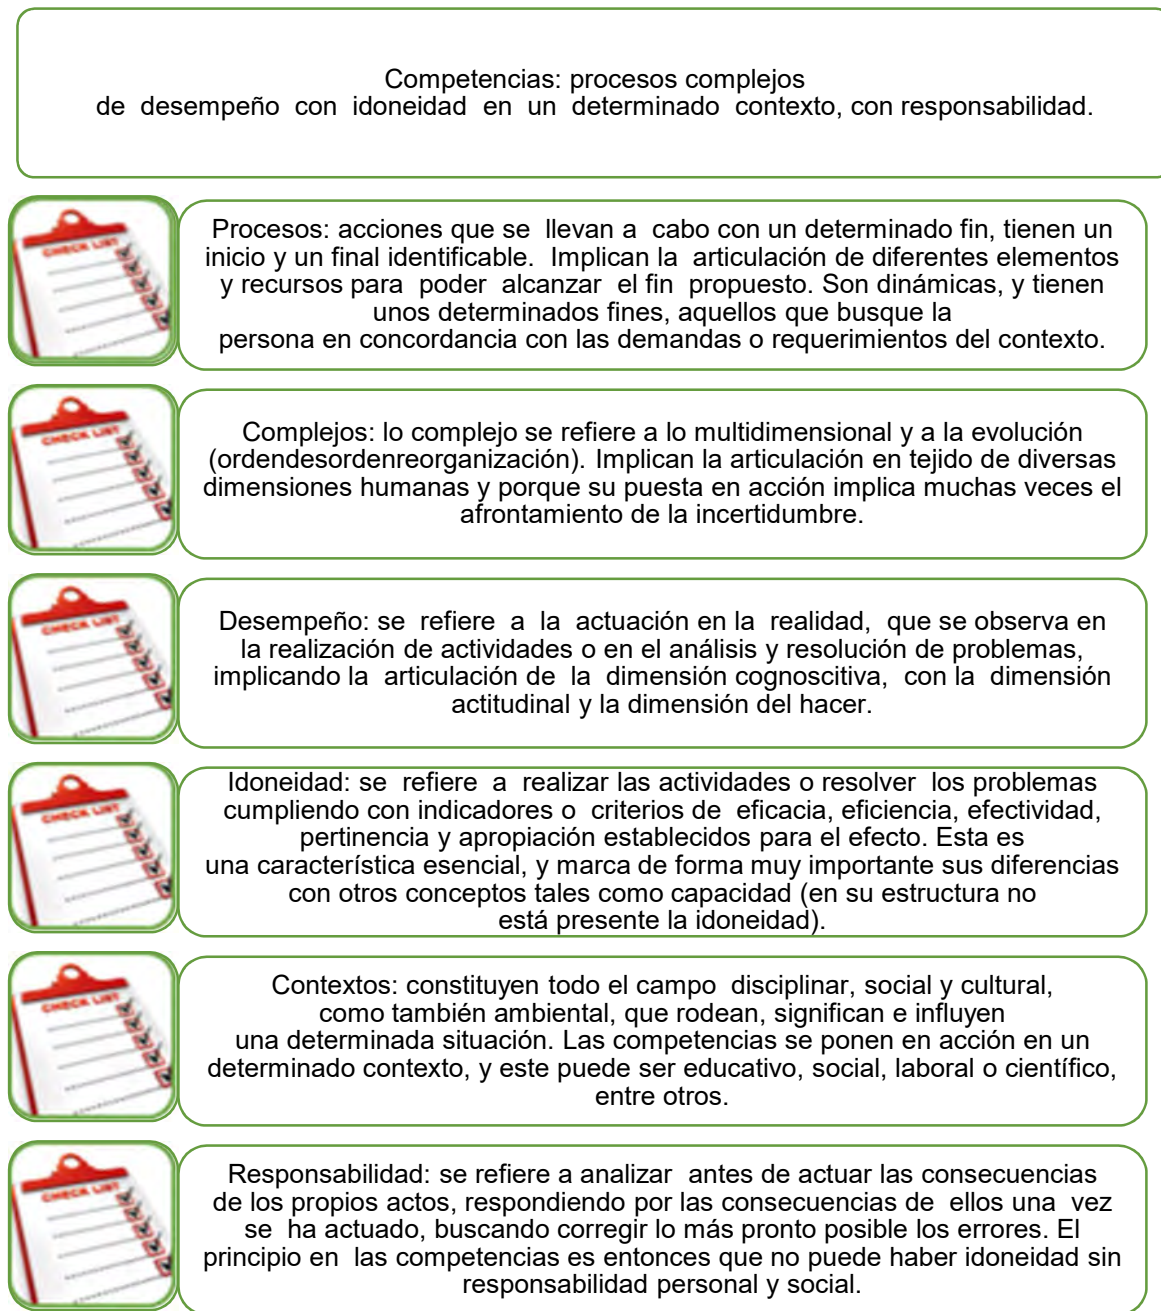 Competencias: procesos complejos
de desempeño con idoneidad en un determinado contexto, con responsabilidad.
CHECK LIST
Procesos: acciones que se llevan a cabo con un determinado fin, tienen un
inicio y un final identificable. Implican la articulación de diferentes elementos
y recursos para poder alcanzar el fin propuesto. Son dinámicas, y tienen
unos determinados fines, aquellos que busque la
persona en concordancia con las demandas o requerimientos del contexto.
CHECK LIST
Complejos: lo complejo se refiere a lo multidimensional y a la evolución
(ordendesordenreorganización). Implican la articulación en tejido de diversas
dimensiones humanas y porque su puesta en acción implica muchas veces el
afrontamiento de la incertidumbre.
CHECK LIST
Desempeño: se refiere a la actuación en la realidad, que se observa en
la realización de actividades o en el análisis y resolución de problemas,
implicando la articulación de la dimensión cognoscitiva, con la dimensión
actitudinal y la dimensión del hacer.
CHECK LIST
Idoneidad: se refiere a realizar las actividades o resolver los problemas
cumpliendo con indicadores o criterios de eficacia, eficiencia, efectividad,
pertinencia y apropiación establecidos para el efecto. Esta es
una característica esencial, y marca de forma muy importante sus diferencias
con otros conceptos tales como capacidad (en su estructura no
está presente la idoneidad).
CHECK LIST
Contextos: constituyen todo el campo disciplinar, social y cultural,
como también ambiental, que rodean, significan e influyen
una determinada situación. Las competencias se ponen en acción en un
determinado contexto, y este puede ser educativo, social, laboral o científico,
entre otros.
CHECK LIST
Responsabilidad: se refiere a analizar antes de actuar las consecuencias
de los propios actos, respondiendo por las consecuencias de ellos una vez
se ha actuado, buscando corregir lo más pronto posible los errores. El
principio en las competencias es entonces que no puede haber idoneidad sin
responsabilidad personal y social.